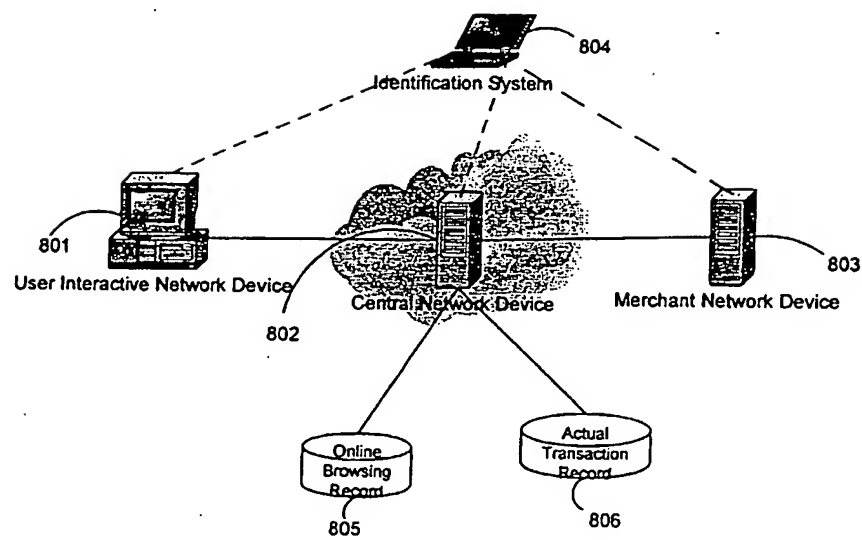 804
Identification System
801
User Interactive Network Device
802
Central Network Device
803
Merchant Network Device
Online
Browsing
Record
805
Actual
Transaction
Record
806